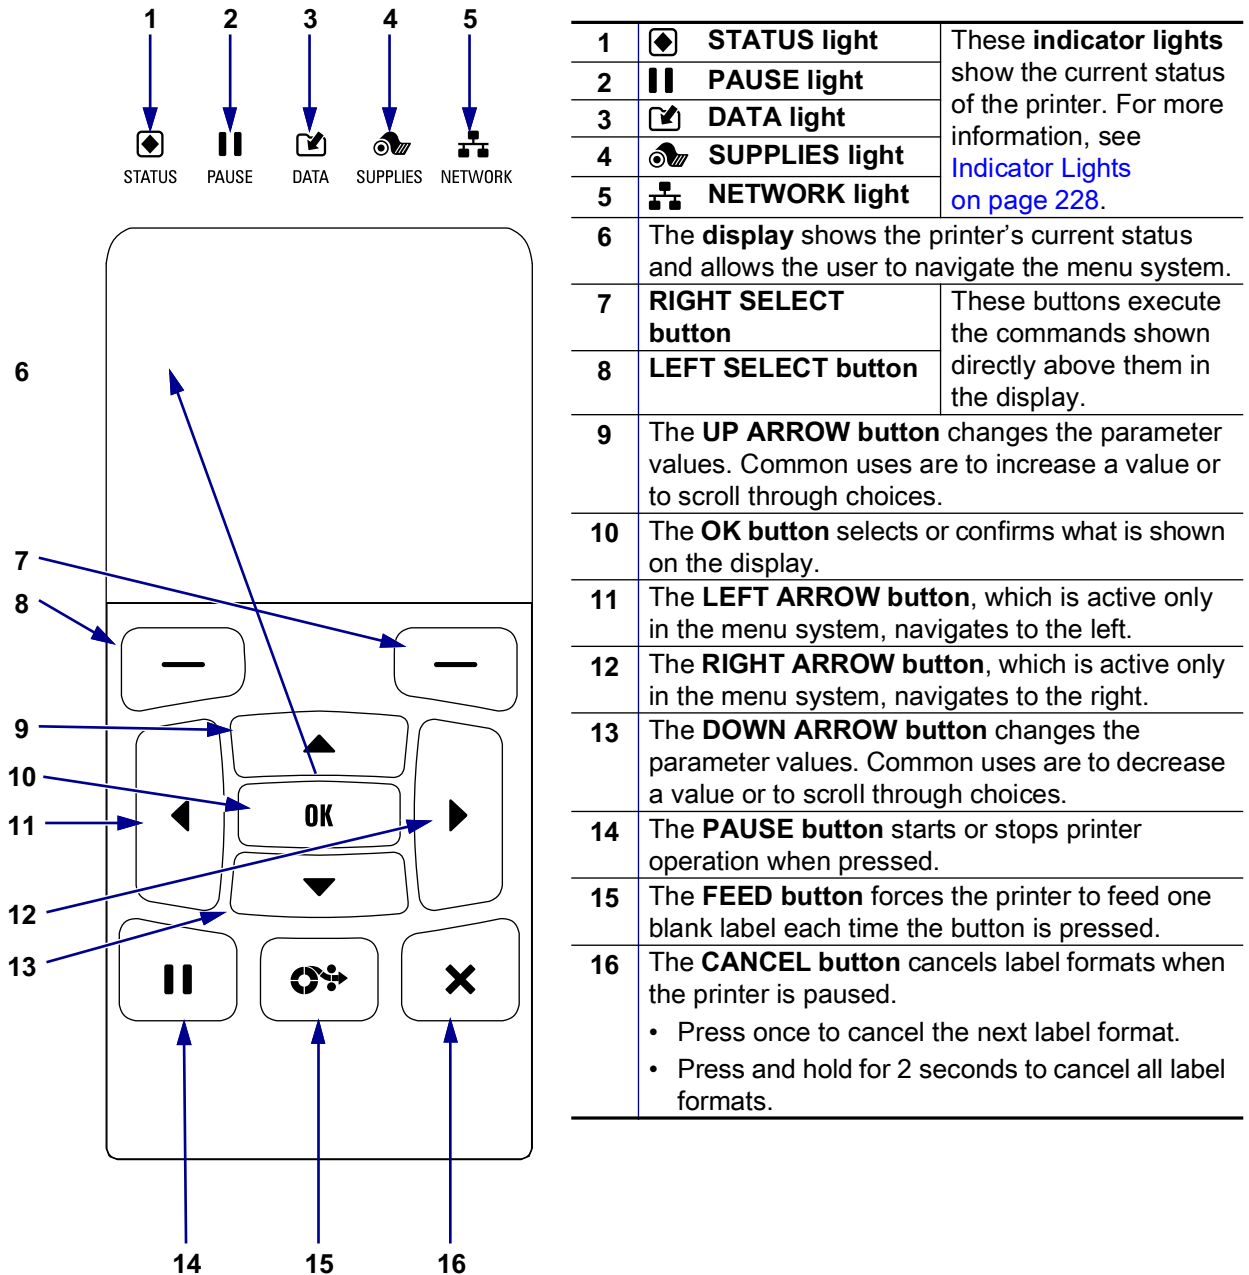 1 2 3 4 5
STATUS PAUSE DATA SUPPLIES NETWORK
6
7
8
9
10
11
12
13
OK
14 15 16
1 STATUS light
2 PAUSE light
3 DATA light
4 SUPPLIES light
5 NETWORK light
These indicator lights
show the current status
of the printer. For more
information, see
Indicator Lights
on page 228.
6 The display shows the printer’s current status
and allows the user to navigate the menu system.
7 RIGHT SELECT
button
8 LEFT SELECT button
These buttons execute
the commands shown
directly above them in
the display.
9 The UP ARROW button changes the parameter
values. Common uses are to increase a value or
to scroll through choices.
10 The OK button selects or confirms what is shown
on the display.
11 The LEFT ARROW button, which is active only
in the menu system, navigates to the left.
12 The RIGHT ARROW button, which is active only
in the menu system, navigates to the right.
13 The DOWN ARROW button changes the
parameter values. Common uses are to decrease
a value or to scroll through choices.
14 The PAUSE button starts or stops printer
operation when pressed.
15 The FEED button forces the printer to feed one
blank label each time the button is pressed.
16 The CANCEL button cancels label formats when
the printer is paused.
• Press once to cancel the next label format.
• Press and hold for 2 seconds to cancel all label
formats.